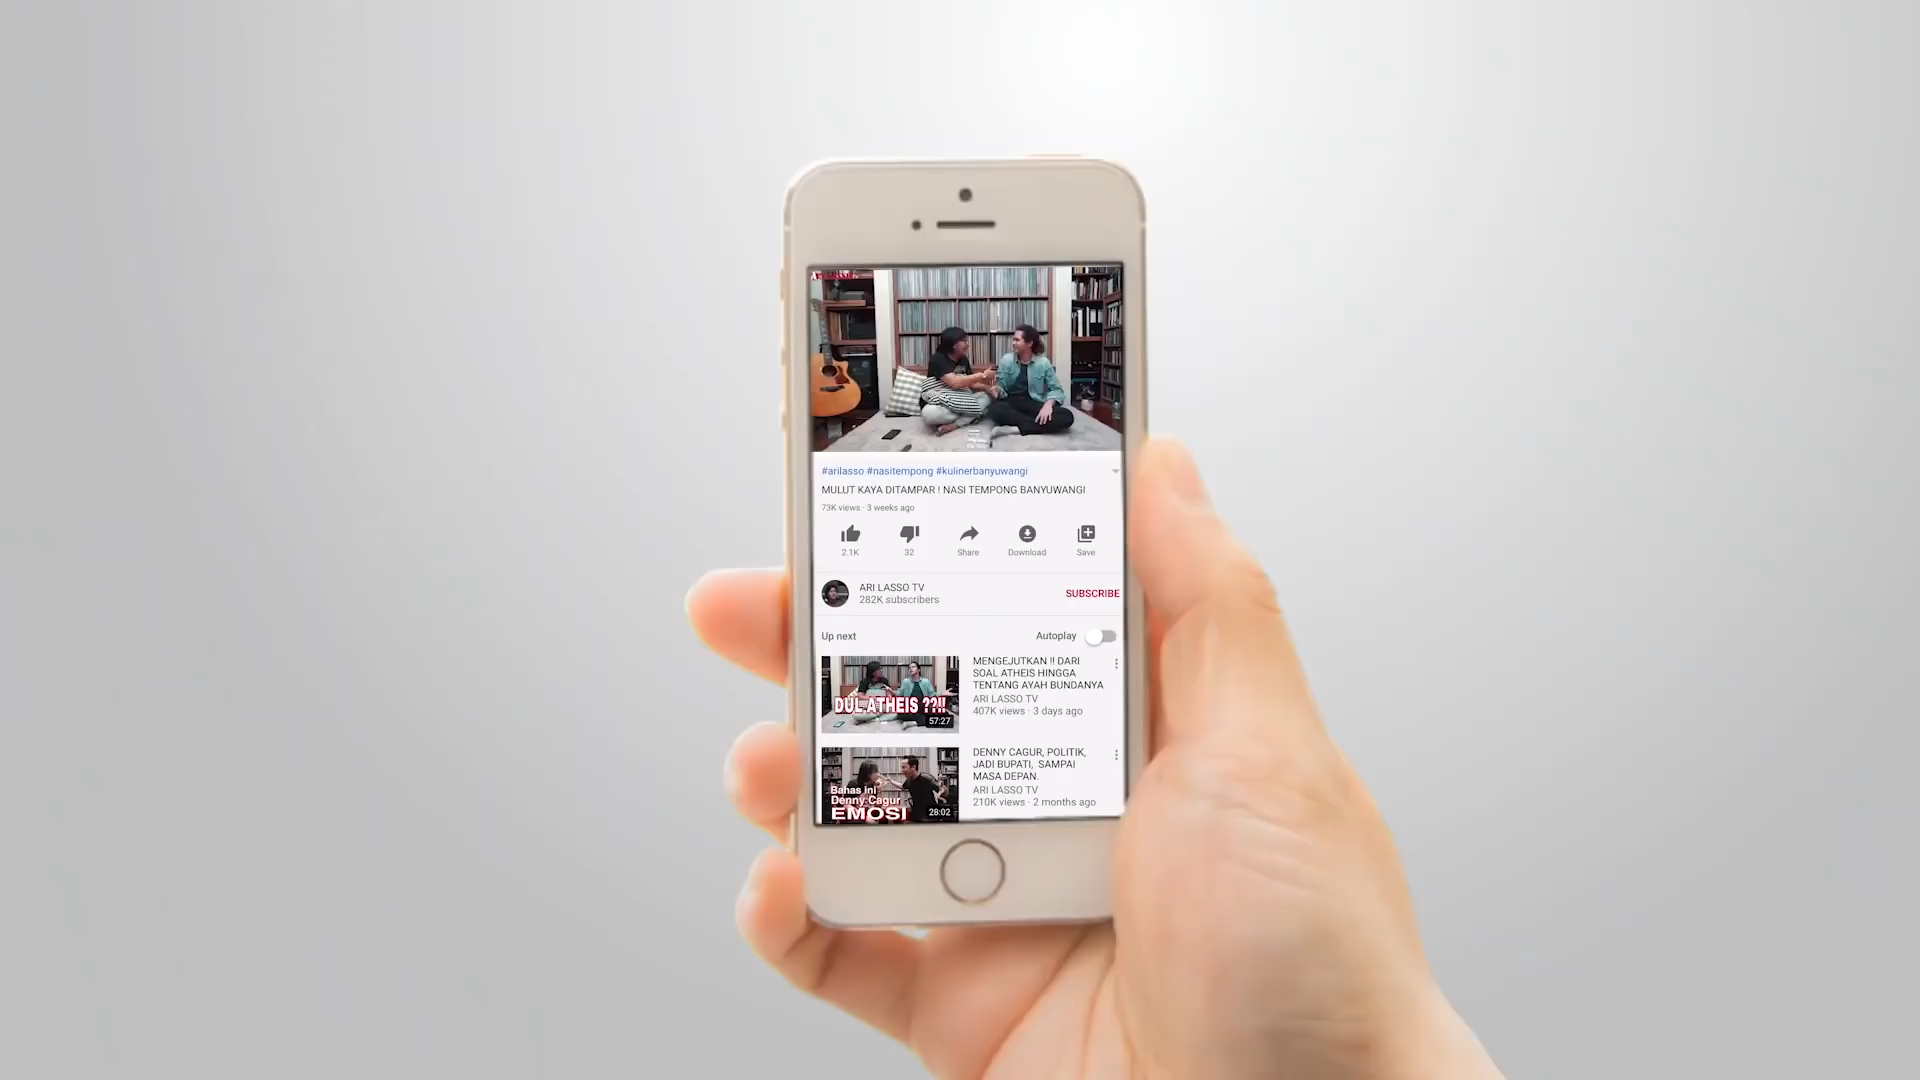 #arilasso #nasitempong #kulinerbanyuwangi
MULUT KAYA DITAMPAR ! NASI TEMPONG BANYUWANGI
73K views · 3 weeks ago
2.1K
32
Share
Download
Save
ARI LASSO TV
282K subscribers
SUBSCRIBE
Up next
Autoplay
DUL ATHEIS ??!!
57:27
MENGEJUTKAN !! DARI
SOAL ATHEIS HINGGA
TENTANG AYAH BUNDANYA
ARI LASSO TV
407K views · 3 days ago
Bahas ini
Denny Cagur
EMOSI
28:02
DENNY CAGUR, POLITIK,
JADI BUPATI, SAMPAI
MASA DEPAN.
ARI LASSO TV
210K views · 2 months ago